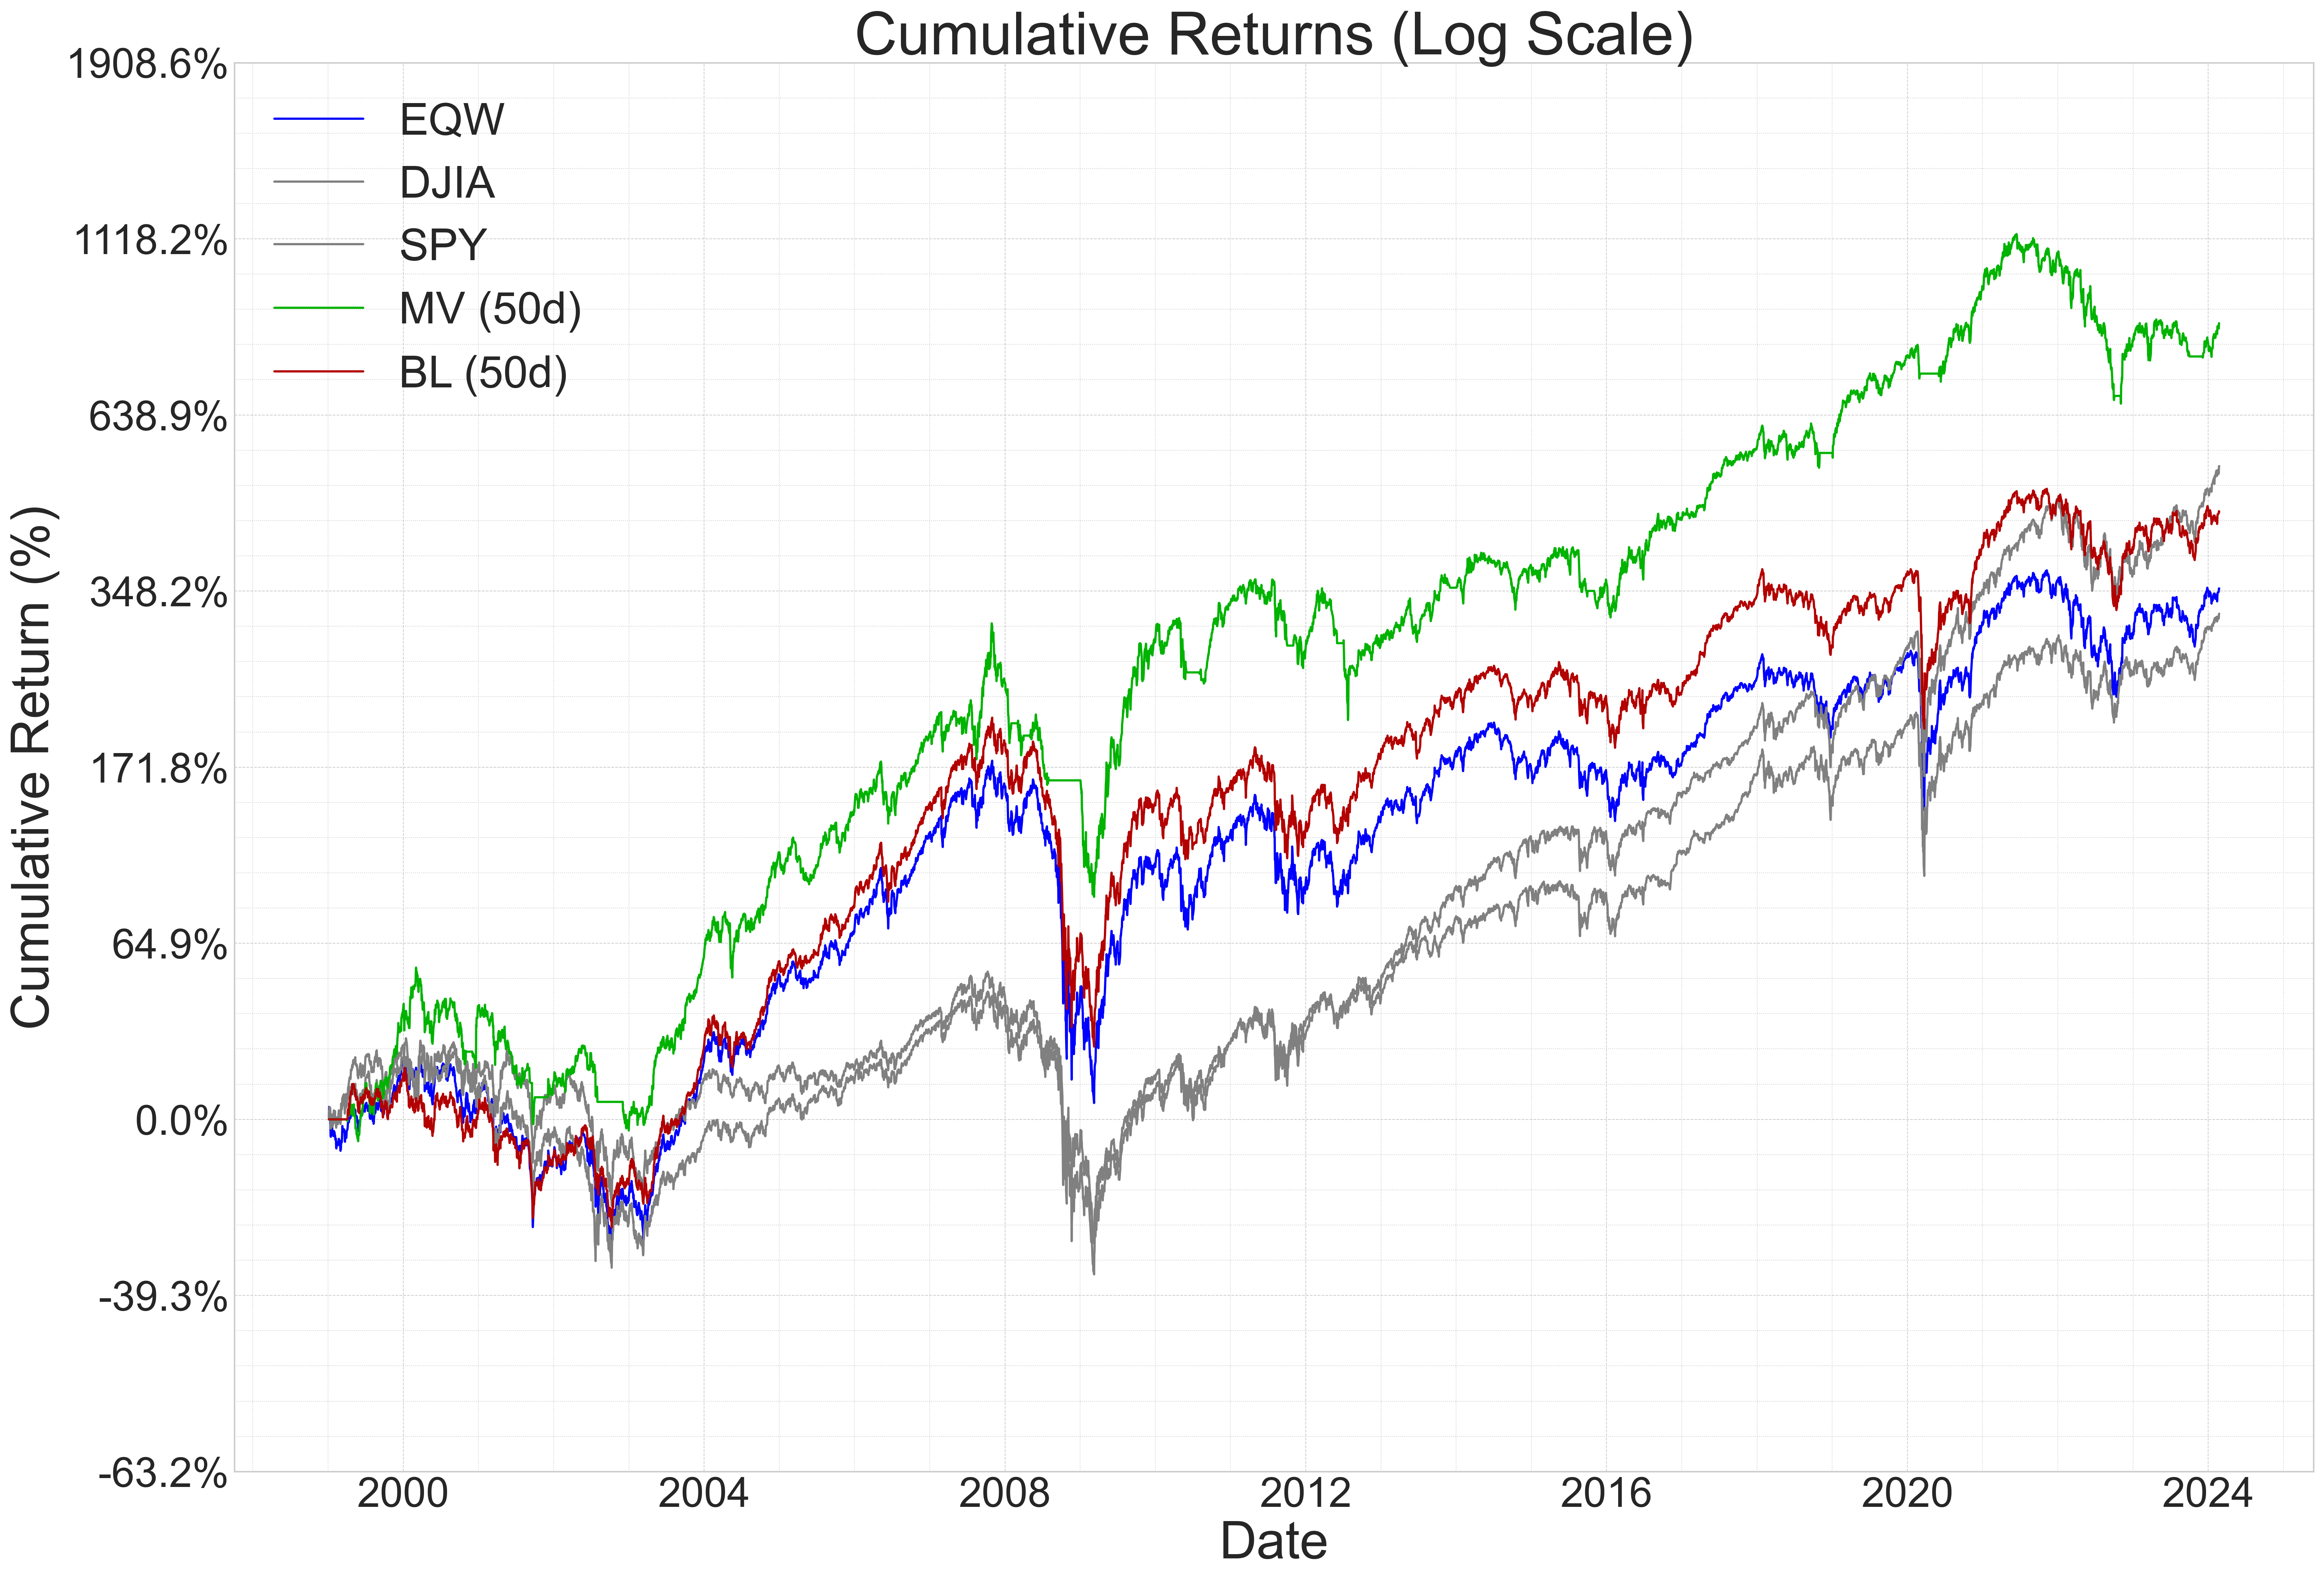 Cumulative Returns (Log Scale)
1908.6%
1118.2%
638.9%
348.2%
171.8%
64.9%
0.0%
-39.3%
-63.2%
Cumulative Return (%)
EQW
DJIA
SPY
MV (50d)
BL (50d)
2000 2004 2008 2012 2016 2020 2024
Date